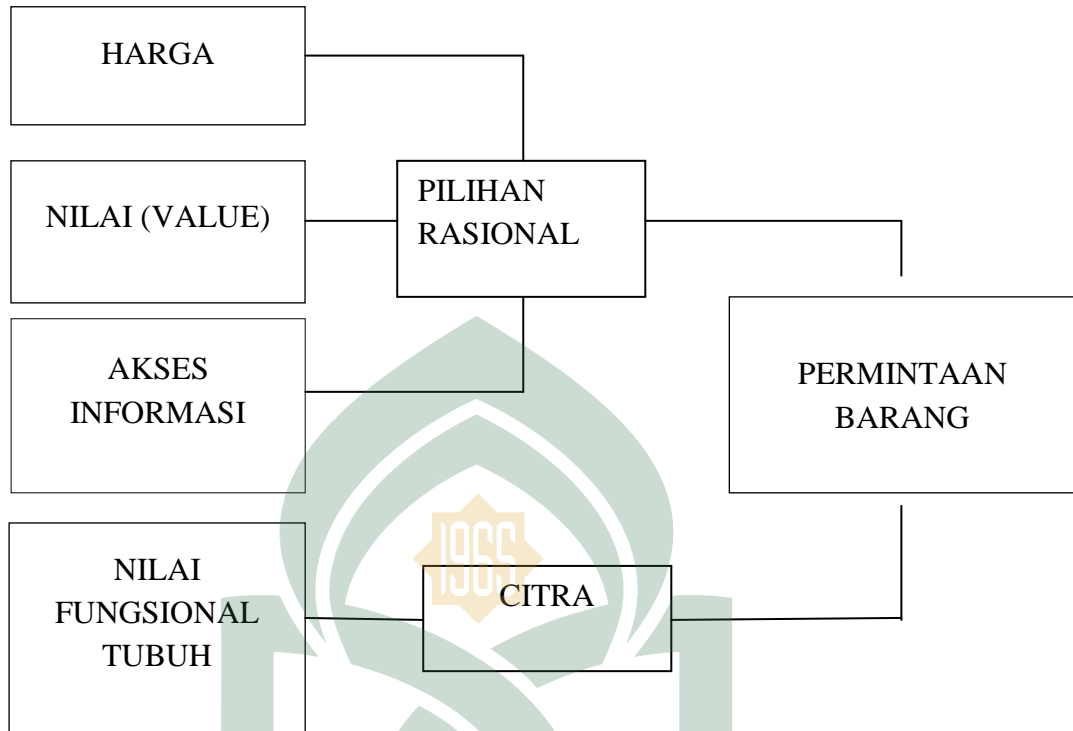 HARGA
NILAI (VALUE)
PILIHAN
RASIONAL
AKSES
INFORMASI
PERMINTAAN
BARANG
NILAI
FUNGSIONAL
TUBUH
CITRA
1965